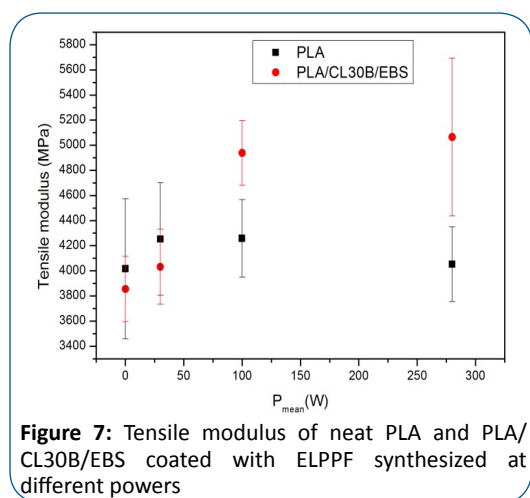 5800
5600
5400
5200
5000
4800
4600
4400
4200
4000
3800
3600
3400
Tensile modulus (MPa)
PLA
PLA/CL30B/EBS
0 50 100 150 200 250 300
Pmean(W)
Figure 7: Tensile modulus of neat PLA and PLA/
CL30B/EBS coated with ELPPF synthesized at
different powers